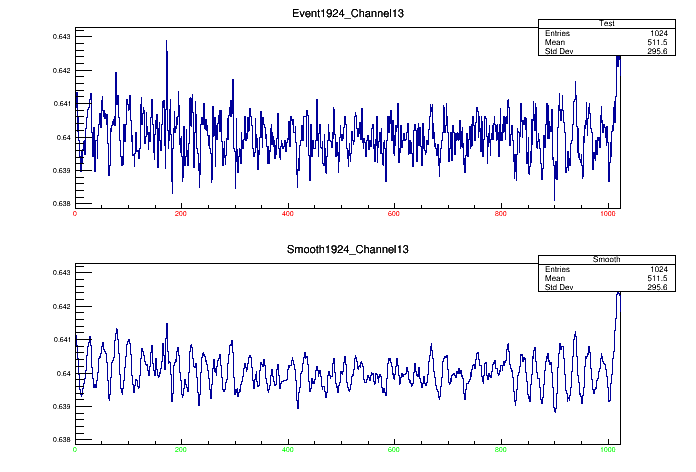 Event1924_Channel13
Test
Entries 1024
Mean 511.5
Std Dev 295.6
0.643
0.642
0.641
0.64
0.639
0.638
0 200 400 600 800 1000
Smooth1924_Channel13
Smooth
Entries 1024
Mean 511.5
Std Dev 295.6
0.643
0.642
0.641
0.64
0.639
0.638
0 200 400 600 800 1000